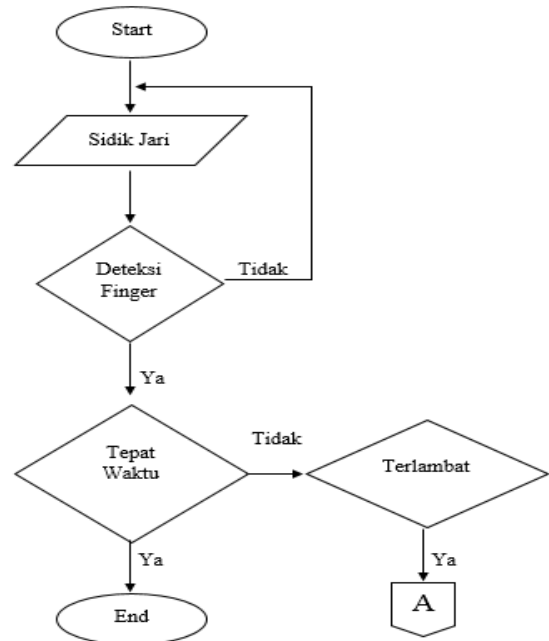 Start
Sidik Jari
Deteksi
Finger
Tidak
Ya
Tepat
Waktu
Tidak
Terlambat
Ya
Ya
End
A